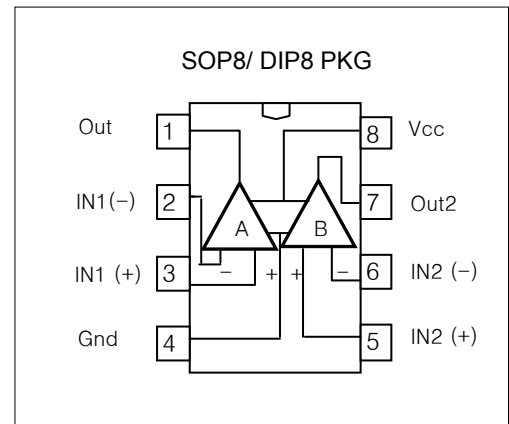 SOP8/ DIP8 PKG
Out 1 8 Vcc
IN1(−) 2 7 Out2
A B
IN1 (+) 3 − + + − 6 IN2 (−)
Gnd 4 5 IN2 (+)